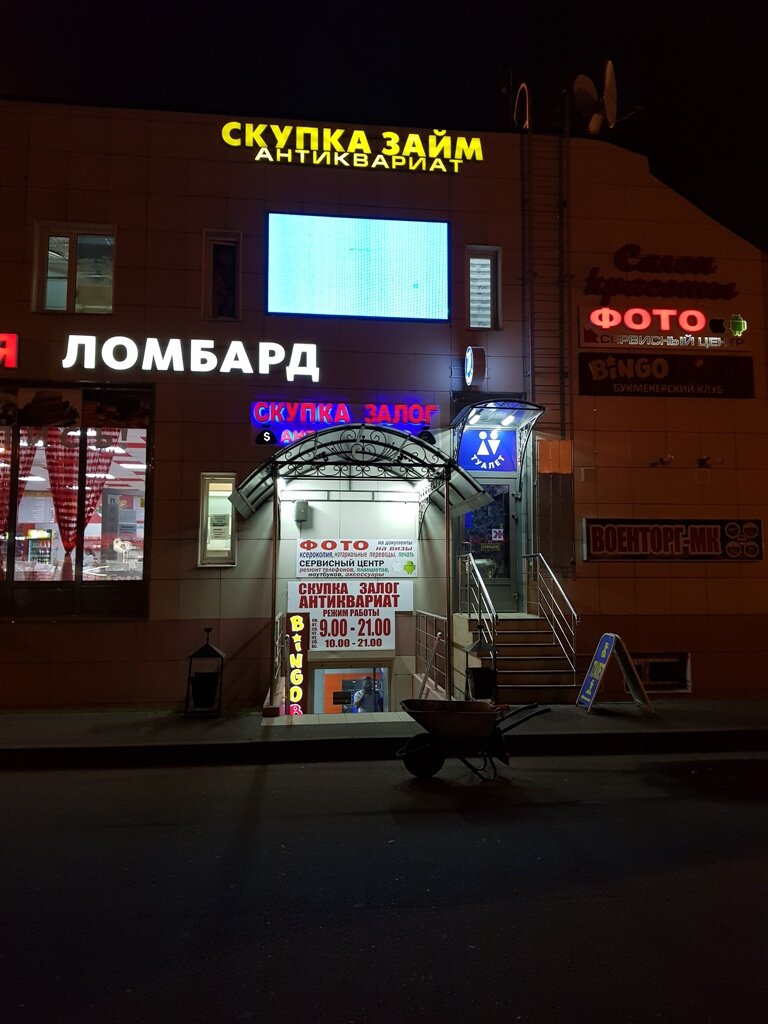 СКУПКА ЗАЙМ
АНТИКВАРИАТ
Салон
красоты
ФОТО
СЕРВИСНЫЙ ЦЕНТР
Я ЛОМБАРД
BiNGO
БУКМЕКЕРСКИЙ КЛУБ
СКУПКА ЗАЛОГ
$
ТУАЛЕТ
ВОЕНТОРГ-МК
Ж
ФОТО на документы
на визы
ксерокопия, нотариальные переводы, печать
СЕРВИСНЫЙ ЦЕНТР
ремонт телефонов, планшетов,
ноутбуков, аксессуары
СКУПКА ЗАЛОГ
АНТИКВАРИАТ
РЕЖИМ РАБОТЫ
9.00 - 21.00
10.00 - 21.00
BiNGO